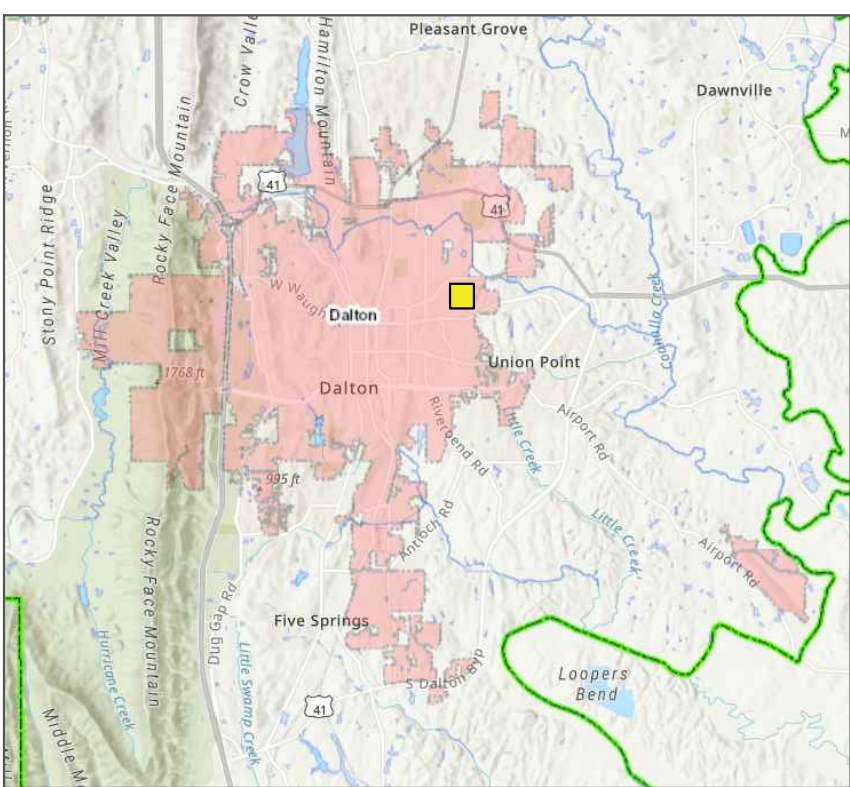 Pleasant Grove
Crow Valle
Hamilton Mountain
Dawnville
Vernon
M
41
41
Stony Point Ridge
Rocky Face Mountain
Mill Creek Valley
W Waugh
Dalton
Coahulla Creek
Union Point
1768 ft
Dalton
Riverbend Rd
Airport Rd
Little Creek
995 ft
Antioch Rd
Little Creek
Airport Rd
Rocky Face Mountain
Dug Gap Rd
Five Springs
Hurricane Creek
Little Swamp Creek
S Dalton Byp
Loopers
Bend
41
Middle M